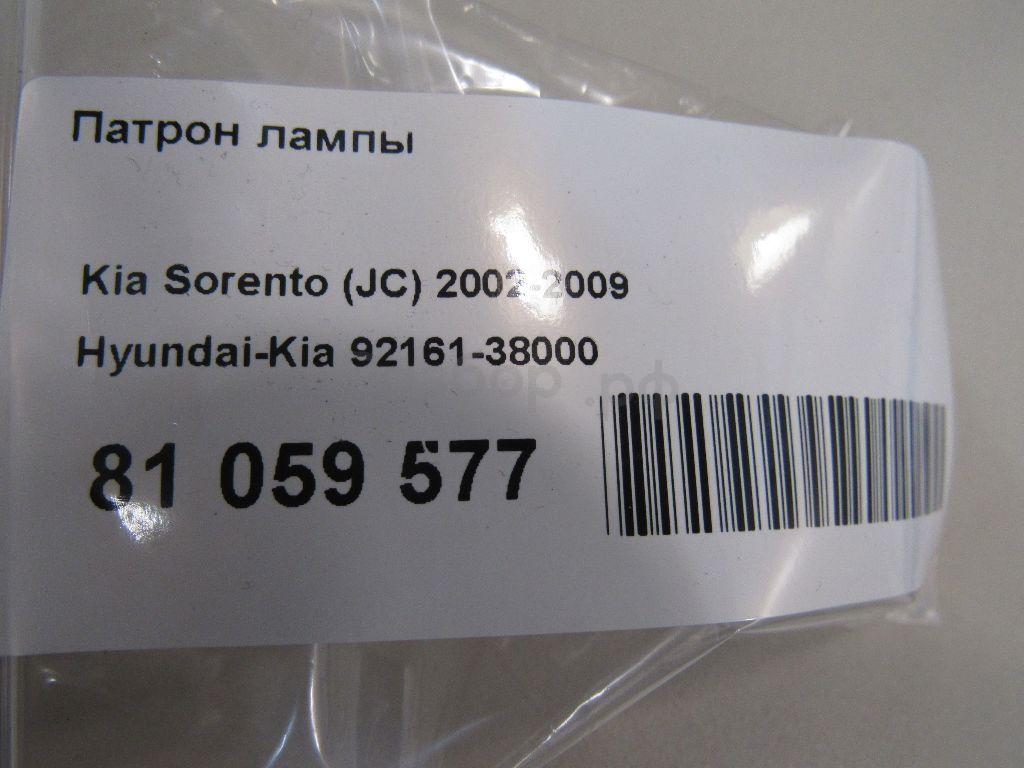 Патрон лампы
Kia Sorento (JC) 2002-2009
Hyundai-Kia 92161-38000
81 059 577